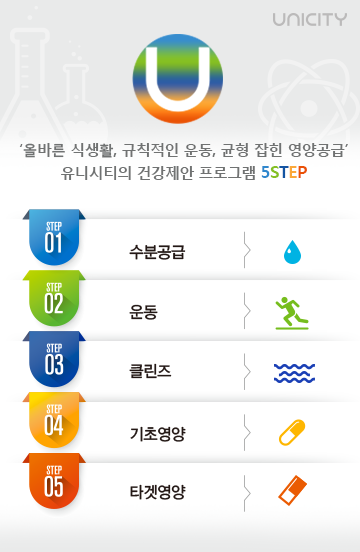 UNICITY
U
‘올바른 식생활, 규칙적인 운동, 균형 잡힌 영양공급’
유니시티의 건강제안 프로그램 5STEP
STEP
01
수분공급
STEP
02
운동
STEP
03
클린즈
STEP
04
기초영양
STEP
05
타겟영양